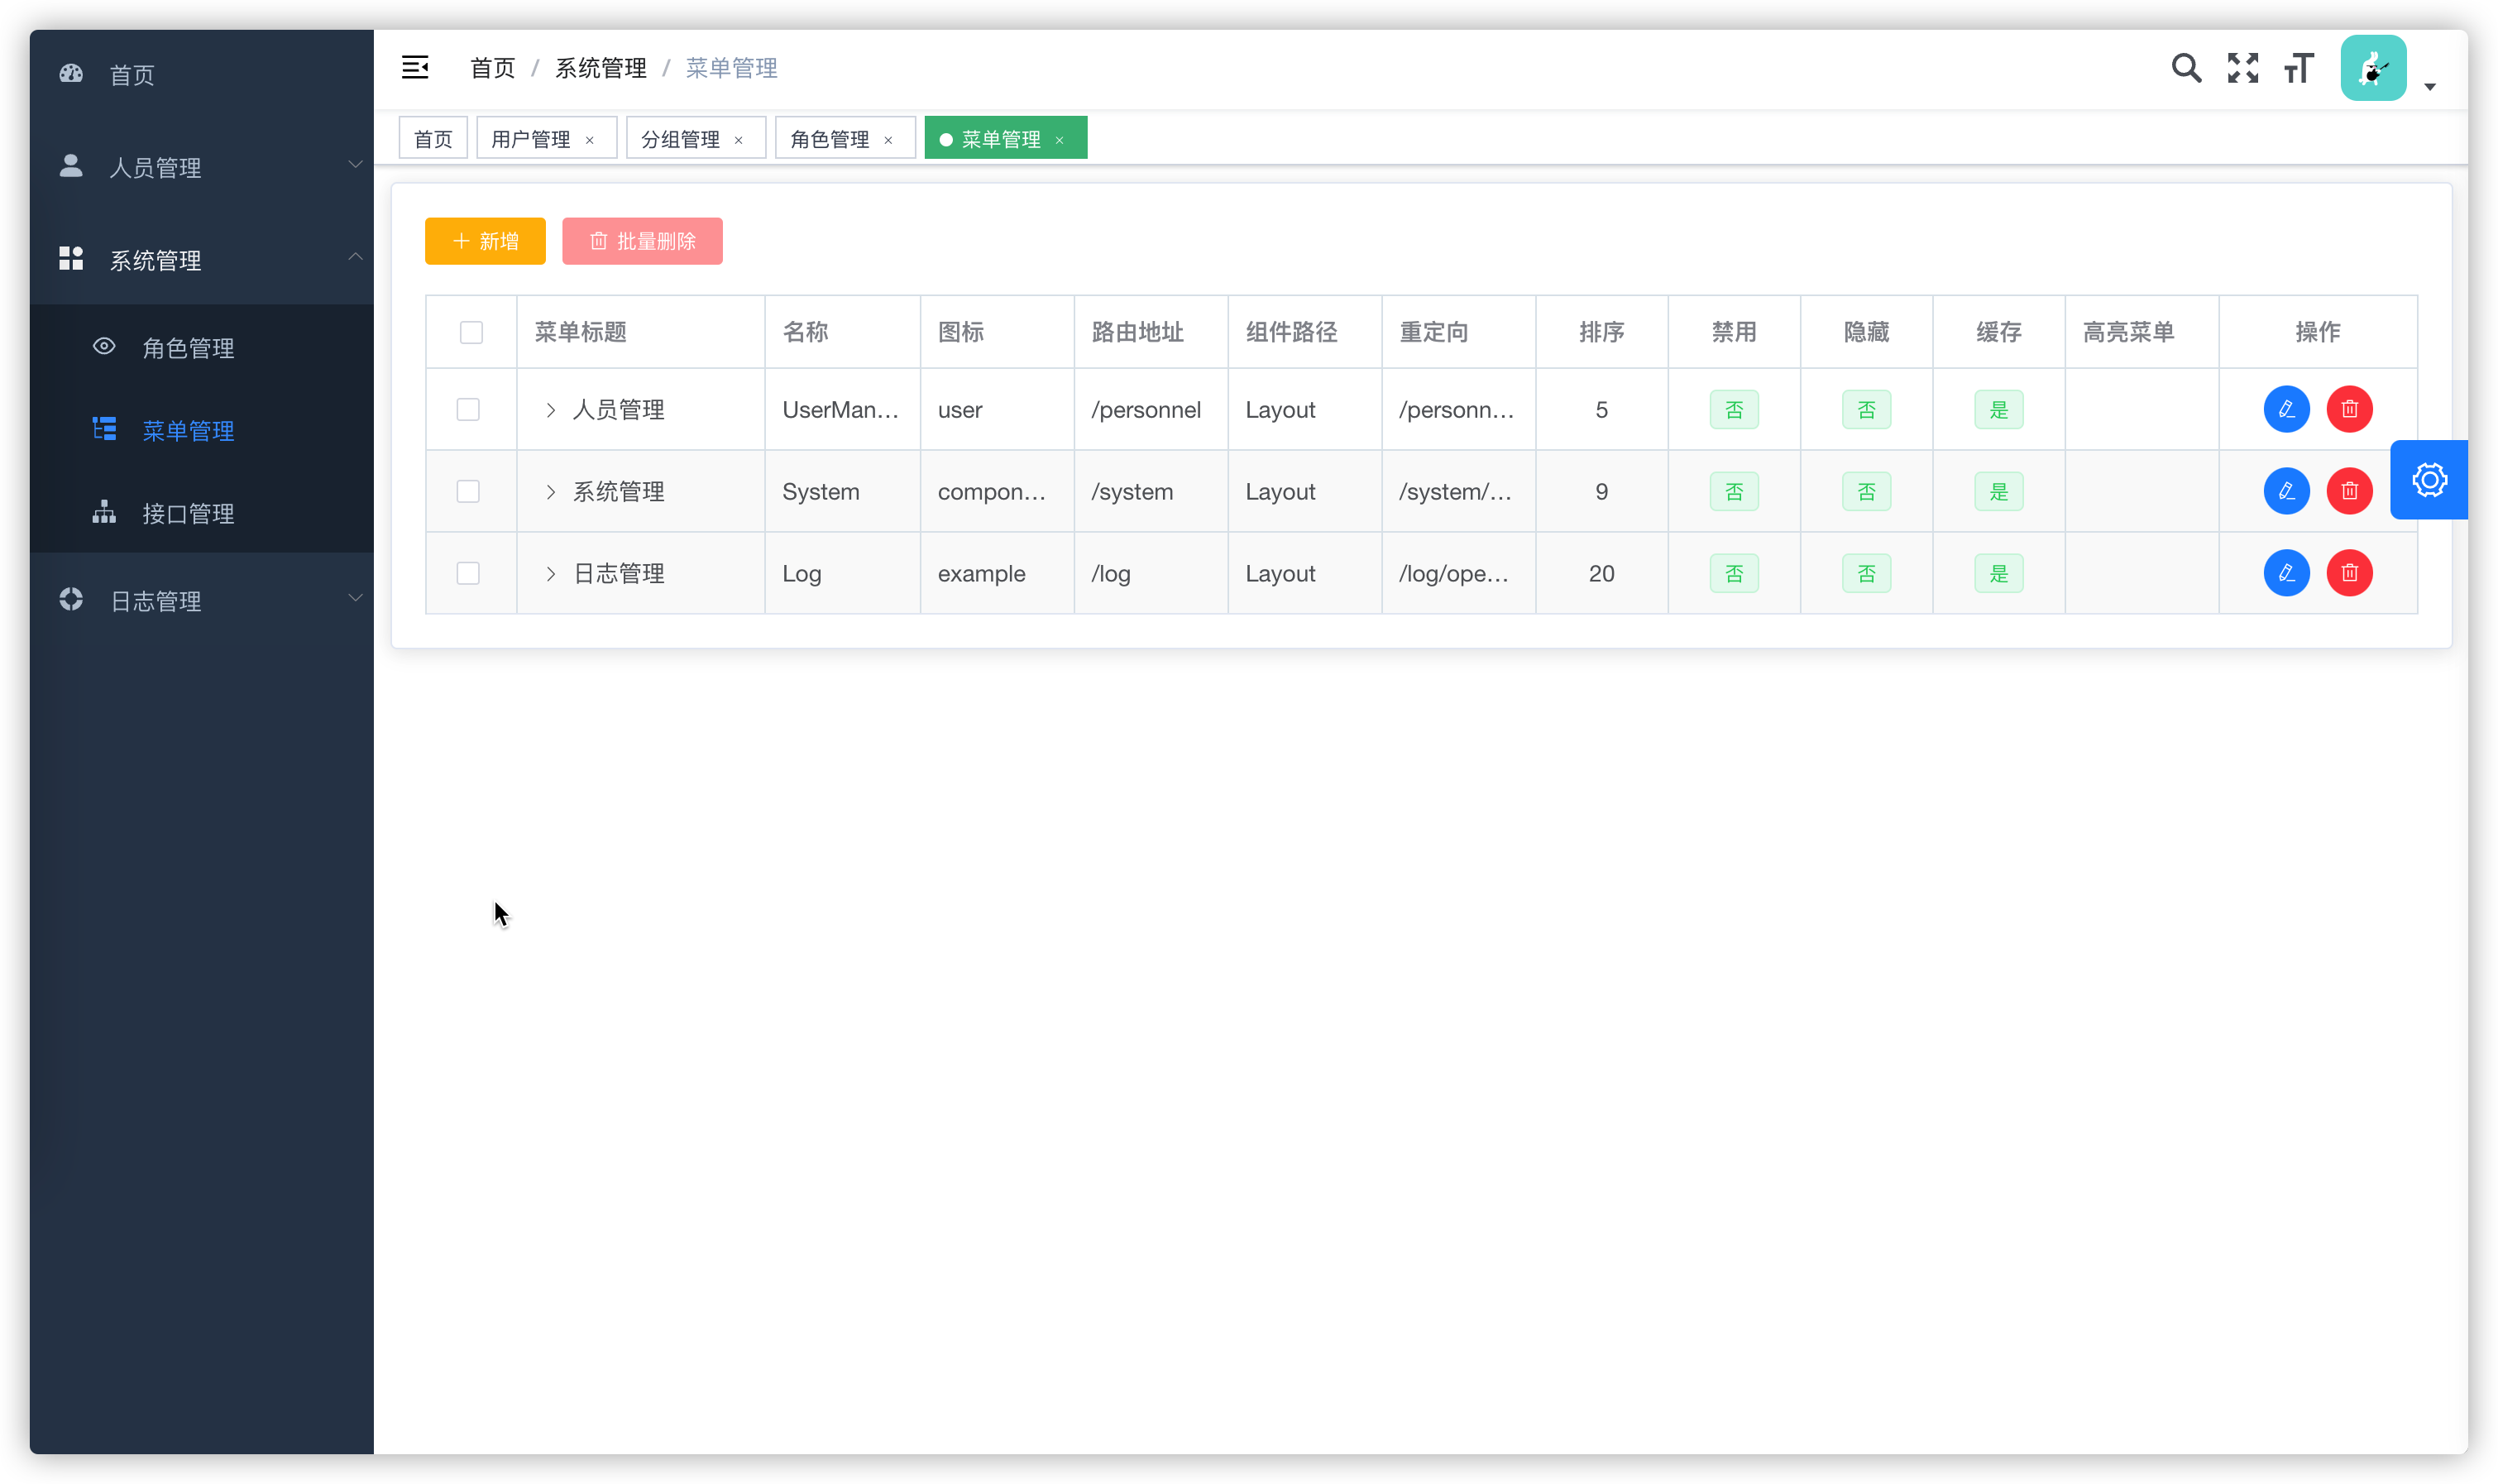 首页
人员管理
系统管理
角色管理
菜单管理
接口管理
日志管理
首页 / 系统管理 / 菜单管理
首页 用户管理 × 分组管理 × 角色管理 × 菜单管理 ×
新增 批量删除
菜单标题 名称 图标 路由地址 组件路径 重定向 排序 禁用 隐藏 缓存 高亮菜单 操作
人员管理 UserMan... user /personnel Layout /personn... 5 否 否 是
系统管理 System compon... /system Layout /system/... 9 否 否 是
日志管理 Log example /log Layout /log/ope... 20 否 否 是